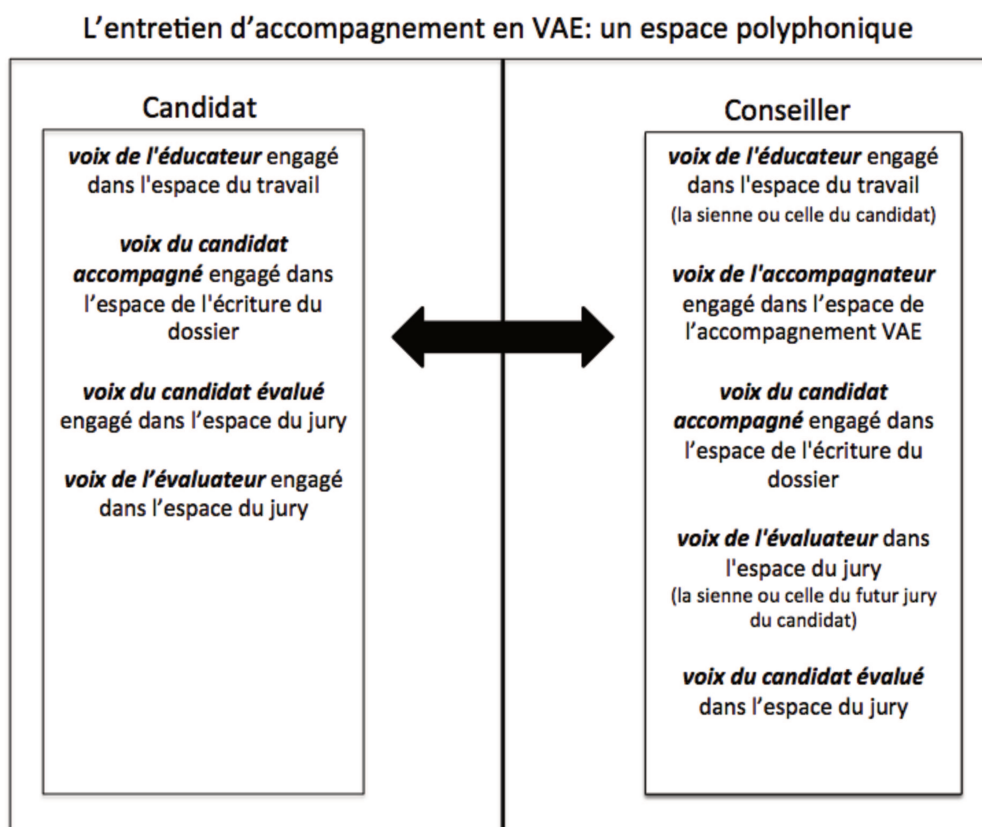 L’entretien d’accompagnement en VAE: un espace polyphonique
Candidat
voix de l'éducateur engagé
dans l'espace du travail
voix du candidat
accompagné engagé dans
l’espace de l'écriture du
dossier
voix du candidat évalué
engagé dans l’espace du jury
voix de l’évaluateur engagé
dans l’espace du jury
Conseiller
voix de l'éducateur engagé
dans l'espace du travail
(la sienne ou celle du candidat)
voix de l'accompagnateur
engagé dans l’espace de
l’accompagnement VAE
voix du candidat
accompagné engagé dans
l’espace de l'écriture du
dossier
voix de l'évaluateur dans
l'espace du jury
(la sienne ou celle du futur jury
du candidat)
voix du candidat évalué
dans l’espace du jury